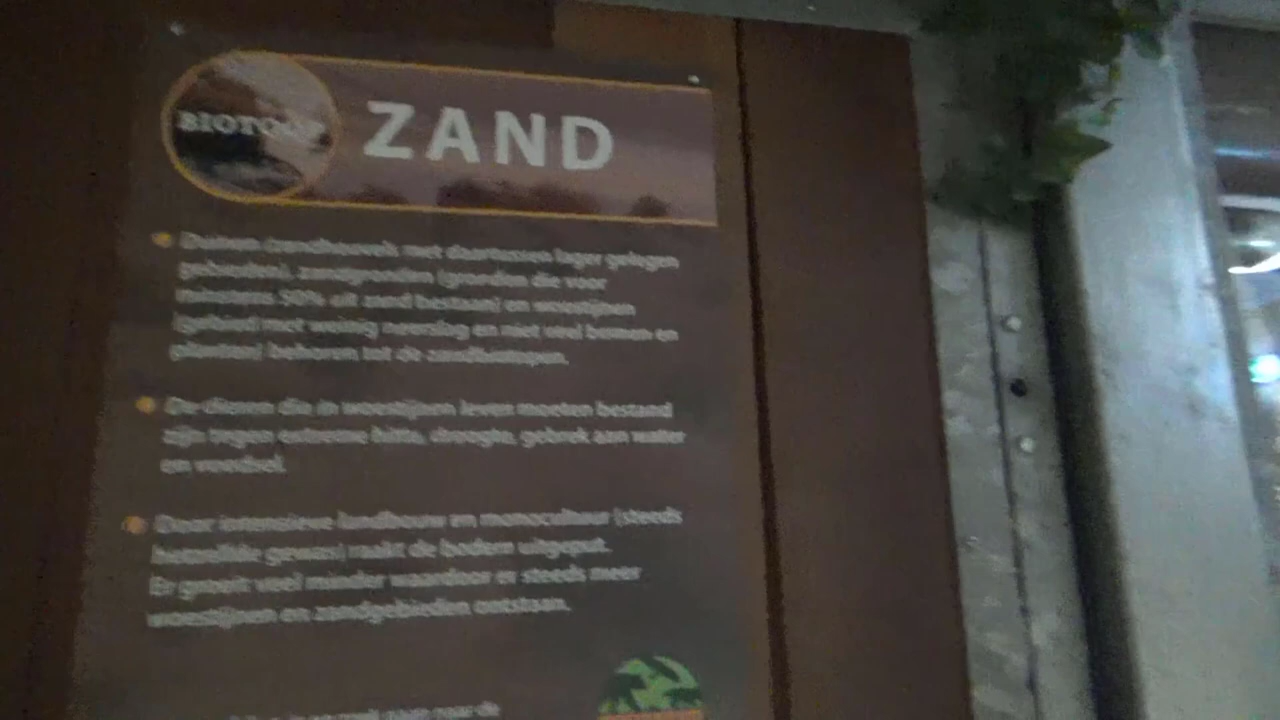 BIOTOOP
ZAND
Duinen (zandheuvels met daartussen lager gelegen
gebieden), zandgronden (gronden die voor
minstens 50% uit zand bestaan) en woestijnen
(gebied met weinig neerslag en niet veel bomen en
planten) behoren tot de
De dieren die in woestijnen leven moeten bestand
zijn tegen extreme hitte, droogte, gebrek aan water
en voedsel.
Door intensieve landbouw en monocultuur (steeds
hetzelfde gewas) raakt de bodem uitgeput.
Er groeit veel minder waardoor er steeds meer
woestijnen en zandgebieden ontstaan.
naar de